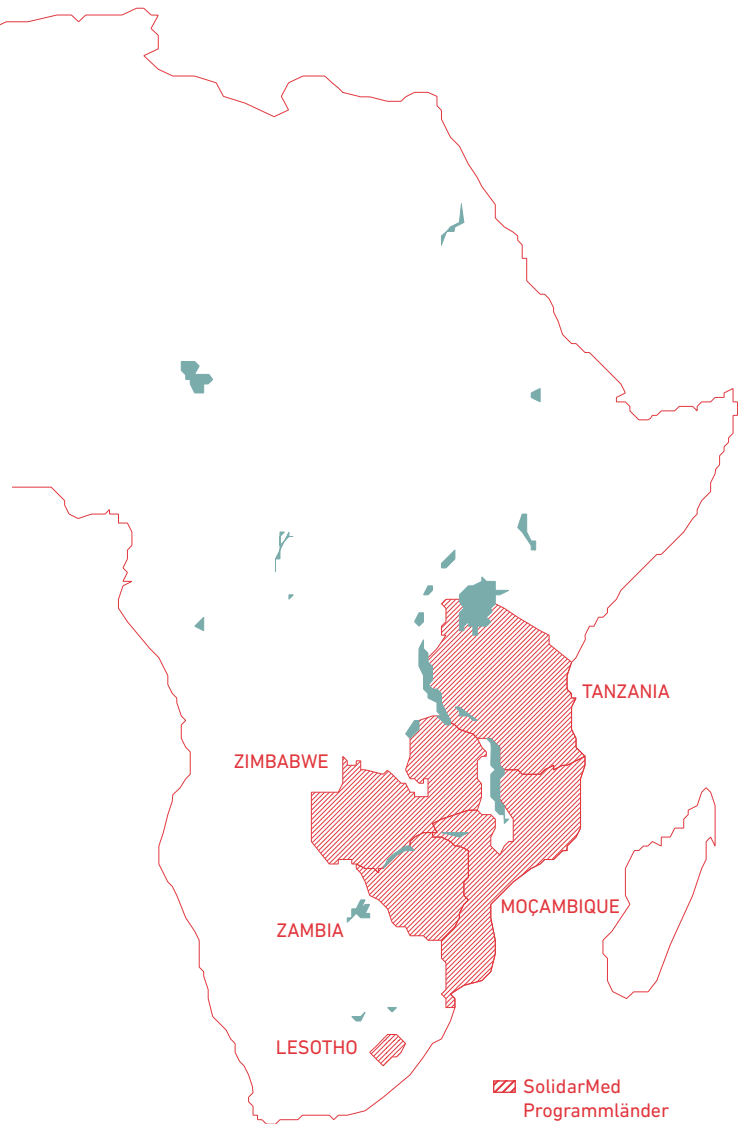 TANZANIA
ZIMBABWE
MOÇAMBIQUE
ZAMBIA
LESOTHO
SolidarMed
Programmländer